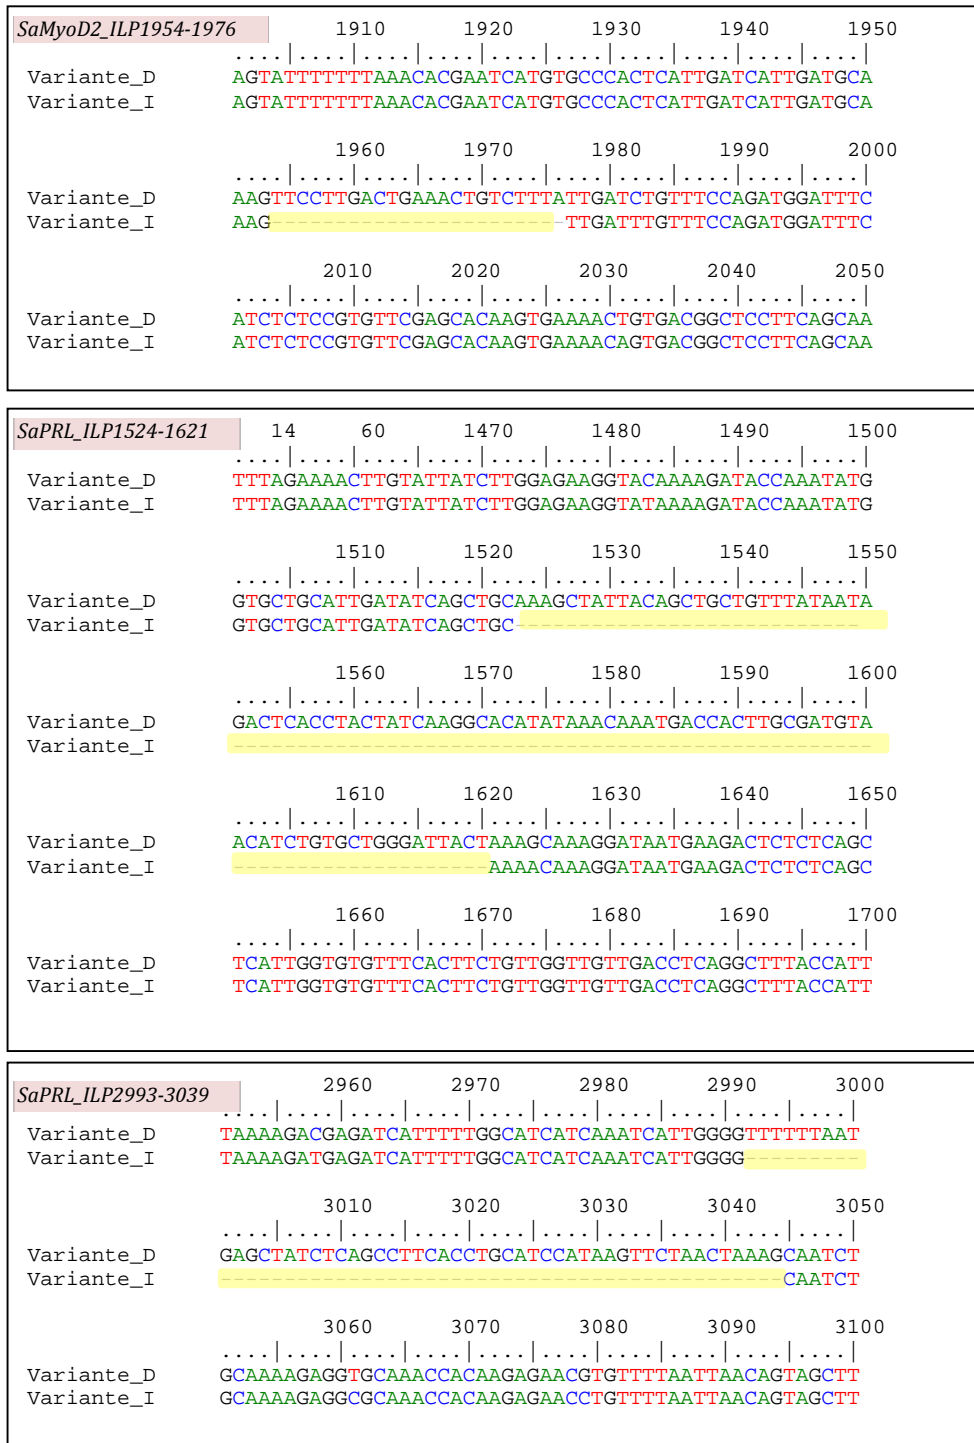 SaMyoD2_ILP1954-1976 1910 1920 1930 1940 1950
....|....|....|....|....|....|....|....|....|....|
Variante_D AGTATTTTTTTAAACACGAATCATGTGCCCACTCATTGATCATTGATGCA
Variante_I AGTATTTTTTTAAACACGAATCATGTGCCCACTCATTGATCATTGATGCA
1960 1970 1980 1990 2000
....|....|....|....|....|....|....|....|....|....|
Variante_D AAGTTCCTTGACTGAAACTGTCTTTATTGATCTGTTTCCAGATGGATTTC
Variante_I AAG-----------------------TTGATTTGTTTCCAGATGGATTTC
2010 2020 2030 2040 2050
....|....|....|....|....|....|....|....|....|....|
Variante_D ATCTCTCCGTGTTCGAGCACAAGTGAAAACTGTGACGGCTCCTTCAGCAA
Variante_I ATCTCTCCGTGTTCGAGCACAAGTGAAAACAGTGACGGCTCCTTCAGCAA
SaPRL_ILP1524-1621 14 60 1470 1480 1490 1500
....|....|....|....|....|....|....|....|....|....|
Variante_D TTTAGAAAACTTGTATTATCTTGGAGAAGGTACAAAAGATACCAAATATG
Variante_I TTTAGAAAACTTGTATTATCTTGGAGAAGGTATAAAAGATACCAAATATG
1510 1520 1530 1540 1550
....|....|....|....|....|....|....|....|....|....|
Variante_D GTGCTGCATTGATATCAGCTGCAAAGCTATTACAGCTGCTGTTTATAATA
Variante_I GTGCTGCATTGATATCAGCTGC----------------------------
1560 1570 1580 1590 1600
....|....|....|....|....|....|....|....|....|....|
Variante_D GACTCACCTACTATCAAGGCACATATAAACAAATGACCACTTGCGATGTA
Variante_I --------------------------------------------------
1610 1620 1630 1640 1650
....|....|....|....|....|....|....|....|....|....|
Variante_D ACATCTGTGCTGGGATTACTAAAGCAAAGGATAATGAAGACTCTCTCAGC
Variante_I --------------------AAAACAAAGGATAATGAAGACTCTCTCAGC
1660 1670 1680 1690 1700
....|....|....|....|....|....|....|....|....|....|
Variante_D TCATTGGTGTGTTTCACTTCTGTTGGTTGTTGACCTCAGGCTTTACCATT
Variante_I TCATTGGTGTGTTTCACTTCTGTTGGTTGTTGACCTCAGGCTTTACCATT
SaPRL_ILP2993-3039 2960 2970 2980 2990 3000
....|....|....|....|....|....|....|....|....|....|
Variante_D TAAAAGACGAGATCATTTTTGGCATCATCAAATCATTGGGGTTTTTTAAT
Variante_I TAAAAGATGAGATCATTTTTGGCATCATCAAATCATTGGGG---------
3010 3020 3030 3040 3050
....|....|....|....|....|....|....|....|....|....|
Variante_D GAGCTATCTCAGCCTTCACCTGCATCCATAAGTTCTAACTAAAGCAATCT
Variante_I --------------------------------------------CAATCT
3060 3070 3080 3090 3100
....|....|....|....|....|....|....|....|....|....|
Variante_D GCAAAAGAGGTGCAAACCACAAGAGAACGTGTTTTAATTAACAGTAGCTT
Variante_I GCAAAAGAGGCGCAAACCACAAGAGAACCTGTTTTAATTAACAGTAGCTT